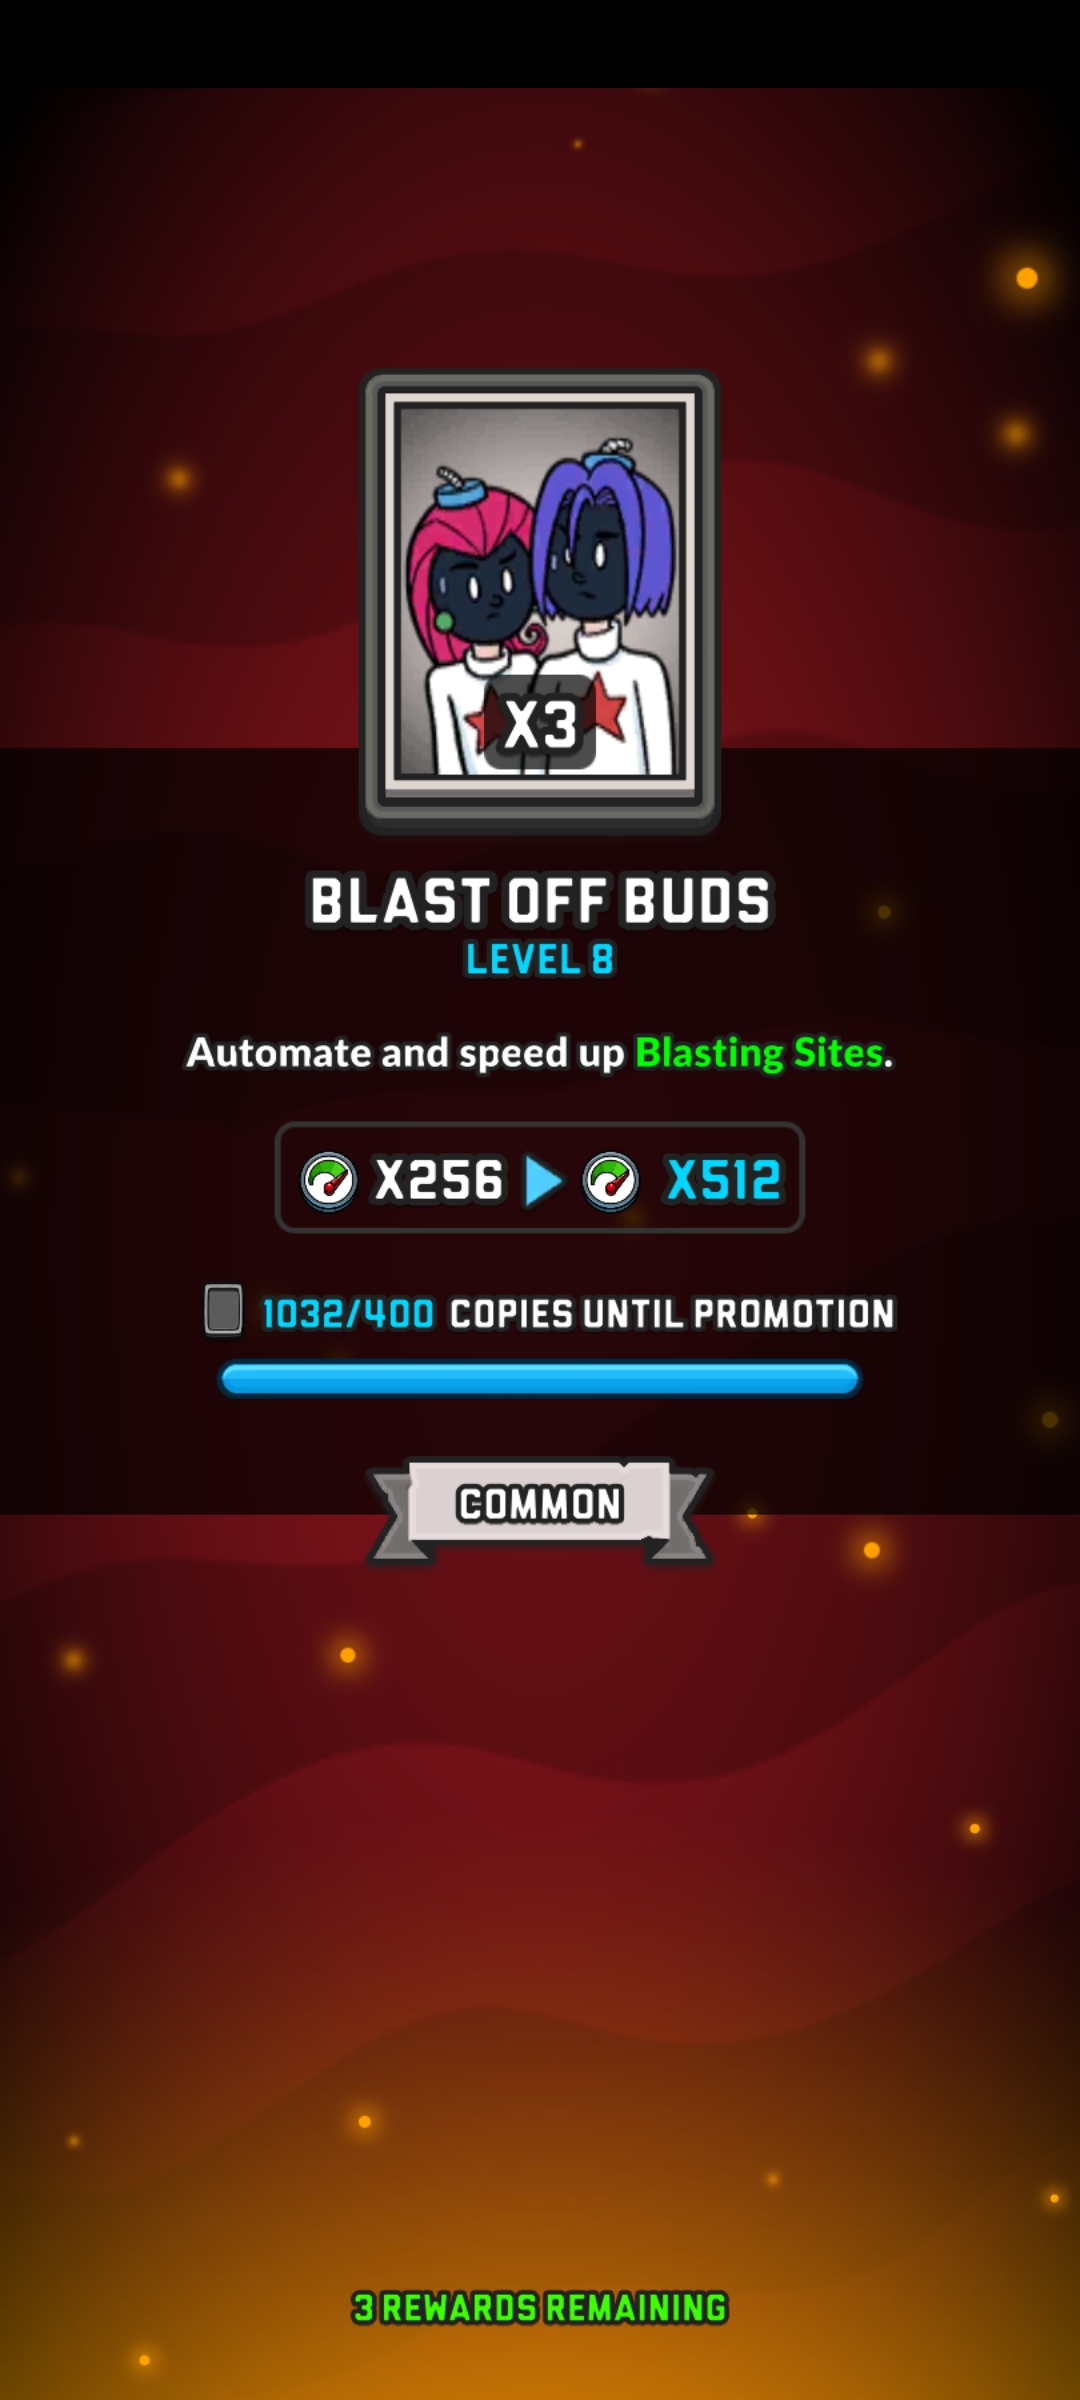 X3
BLAST OFF BUDS
LEVEL 8
Automate and speed up Blasting Sites.
X256 X512
1032/400 COPIES UNTIL PROMOTION
COMMON
3 REWARDS REMAINING